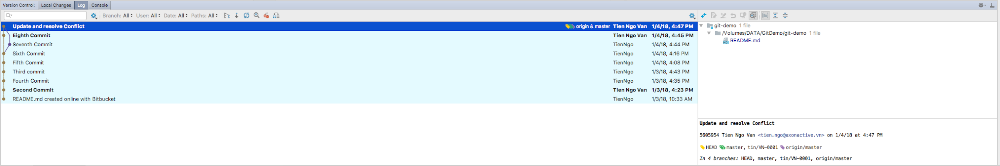 Version Control: Local Changes Log Console
Branch: All User: All Date: All Paths: All
Update and resolve Conflict origin & master Tien Ngo Van 1/4/18, 4:47 PM
Eighth Commit Tien Ngo Van 1/4/18, 4:45 PM
Seventh Commit TienNgo 1/4/18, 4:44 PM
Sixth Commit TienNgo 1/4/18, 4:16 PM
Fifth Commit TienNgo 1/4/18, 4:08 PM
Third commit TienNgo 1/3/18, 4:43 PM
Fourth Commit TienNgo 1/3/18, 4:35 PM
Second Commit Tien Ngo Van 1/3/18, 4:23 PM
README.md created online with Bitbucket TienNgo 1/3/18, 10:33 AM
git-demo 1 file
/Volumes/DATA/GitDemo/git-demo 1 file
MD README.md
Update and resolve Conflict
5605954 Tien Ngo Van <tien.ngo@axonactive.vn> on 1/4/18 at 4:47 PM
HEAD master, tin/VN-0001 origin/master
In 4 branches: HEAD, master, tin/VN-0001, origin/master